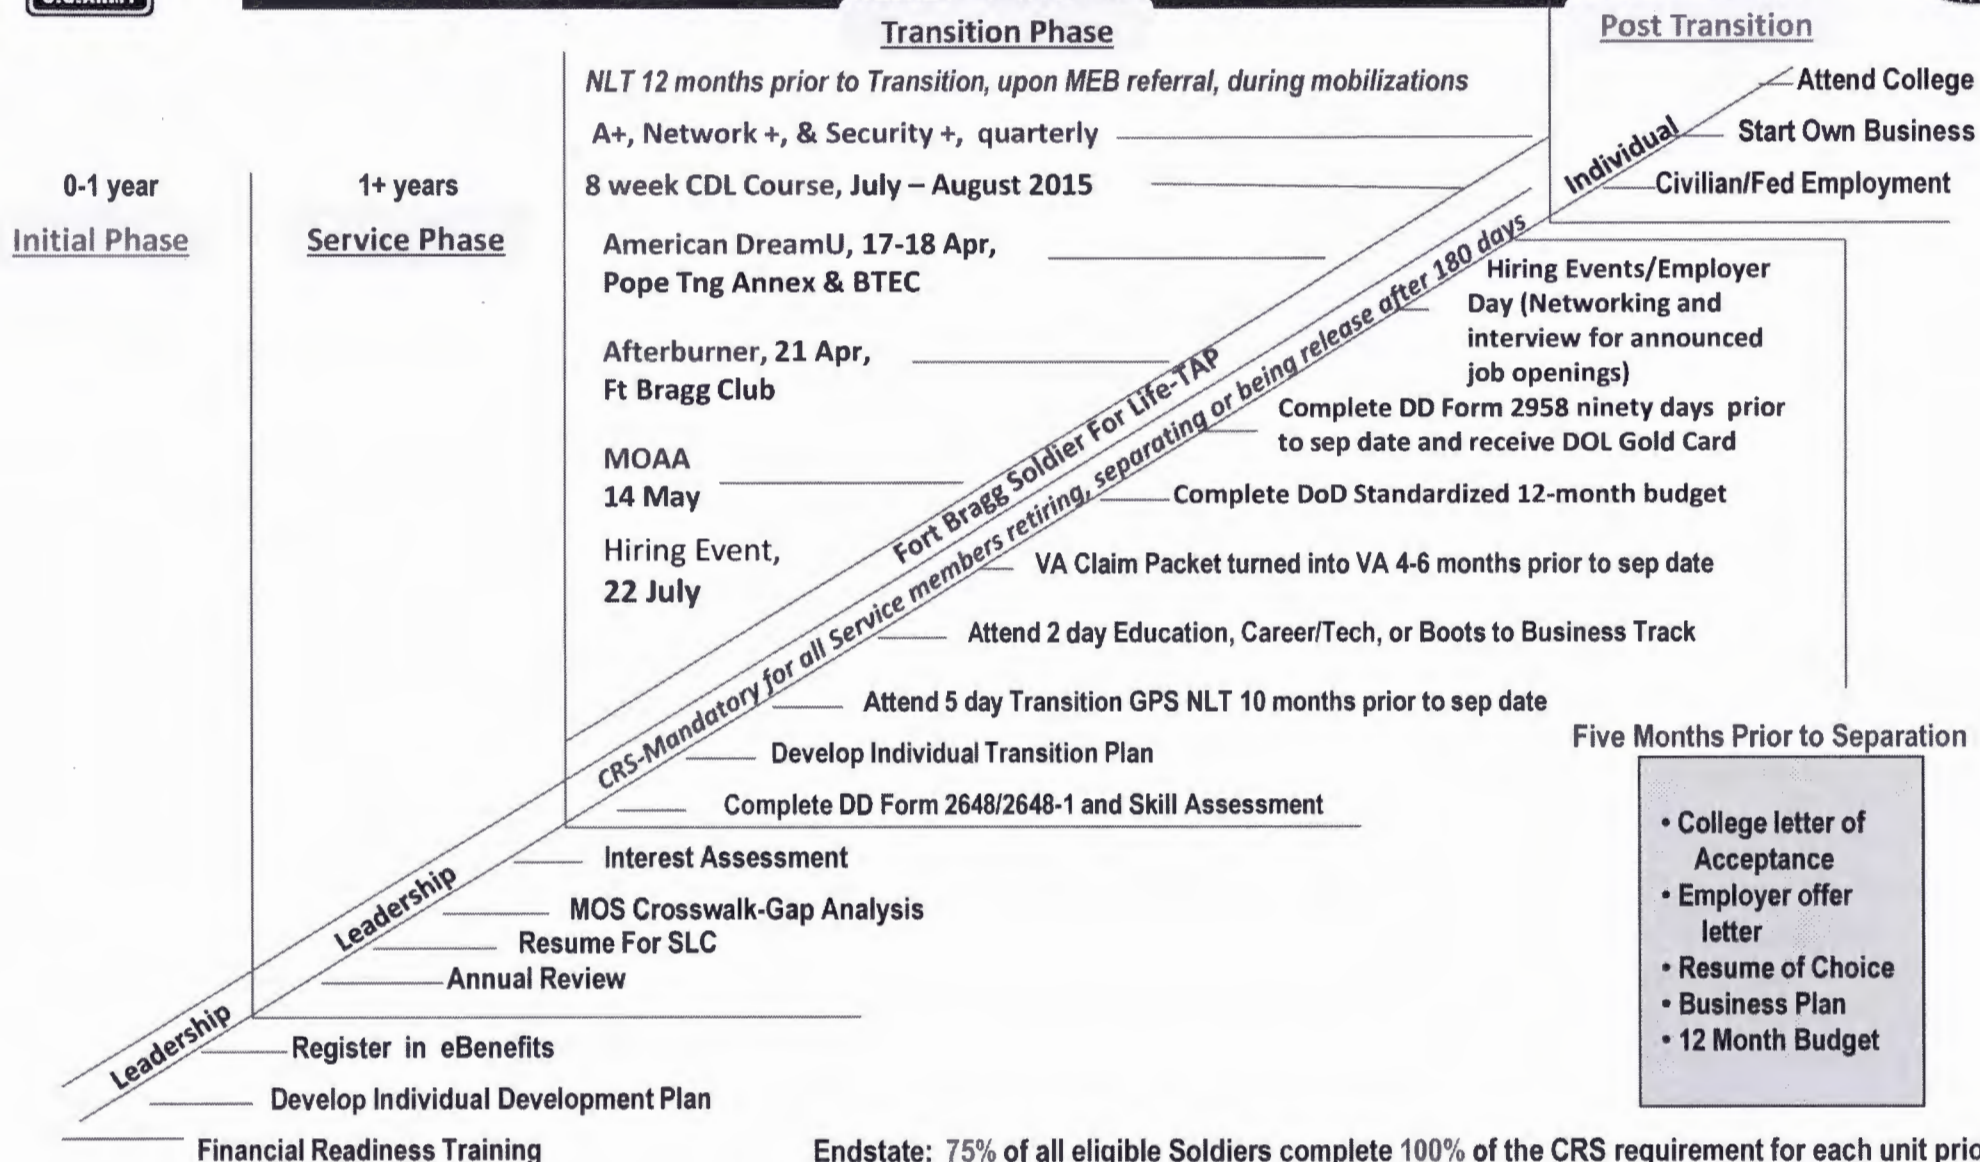 Transition Phase
Post Transition
NLT 12 months prior to Transition, upon MEB referral, during mobilizations
A+, Network +, & Security +, quarterly
8 week CDL Course, July – August 2015
American DreamU, 17-18 Apr,
Pope Tng Annex & BTEC
Afterburner, 21 Apr,
Ft Bragg Club
MOAA
14 May
Hiring Event,
22 July
0-1 year
Initial Phase
1+ years
Service Phase
Individual
Attend College
Start Own Business
Civilian/Fed Employment
Fort Bragg Soldier For Life-TAP
CRS-Mandatory for all Service members retiring, separating or being release after 180 days
Hiring Events/Employer
Day (Networking and
interview for announced
job openings)
Complete DD Form 2958 ninety days prior
to sep date and receive DOL Gold Card
Complete DoD Standardized 12-month budget
VA Claim Packet turned into VA 4-6 months prior to sep date
Attend 2 day Education, Career/Tech, or Boots to Business Track
Attend 5 day Transition GPS NLT 10 months prior to sep date
Develop Individual Transition Plan
Complete DD Form 2648/2648-1 and Skill Assessment
Leadership
Interest Assessment
MOS Crosswalk-Gap Analysis
Resume For SLC
Annual Review
Leadership
Register in eBenefits
Develop Individual Development Plan
Financial Readiness Training
Five Months Prior to Separation
• College letter of
Acceptance
• Employer offer
letter
• Resume of Choice
• Business Plan
• 12 Month Budget
Endstate: 75% of all eligible Soldiers complete 100% of the CRS requirement for each unit prio